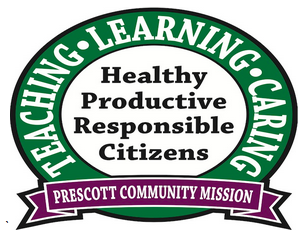 TEACHING • LEARNING • CARING
Healthy
Productive
Responsible
Citizens
PRESCOTT COMMUNITY MISSION